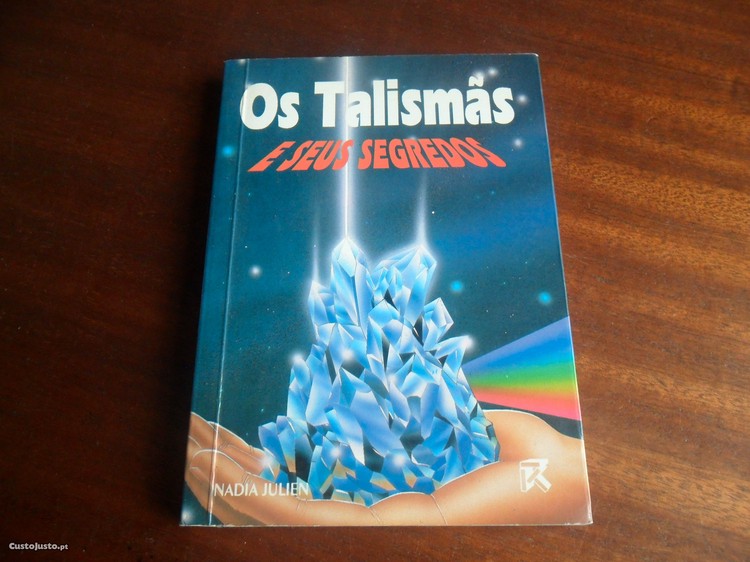 Os Talismãs
E SEUS SEGREDOS
NADIA JULIEN
R
CustoJusto.pt